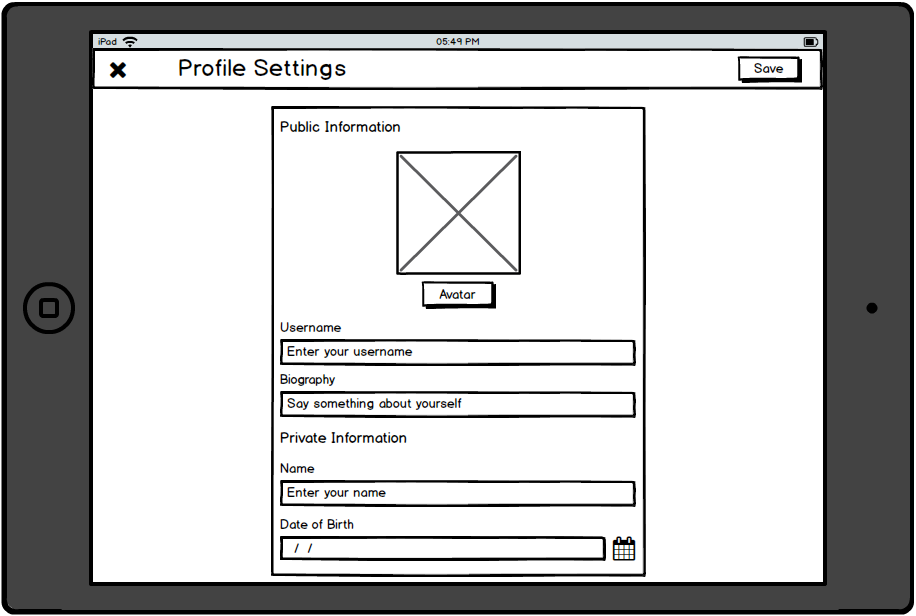 iPad 05:49 PM
Profile Settings Save
Public Information
Avatar
Username
Enter your username
Biography
Say something about yourself
Private Information
Name
Enter your name
Date of Birth
/ /